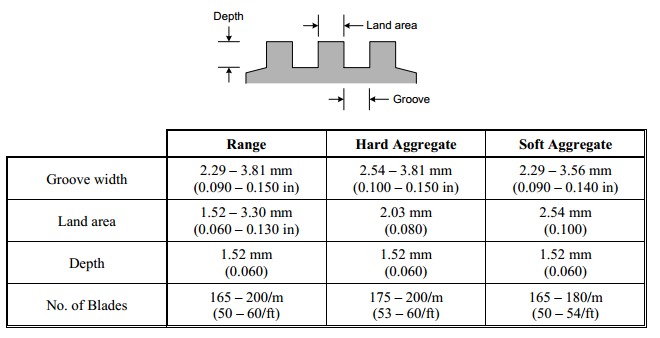 Depth
Land area
Groove
Range
Hard Aggregate
Soft Aggregate
Groove width
2.29 – 3.81 mm
(0.090 – 0.150 in)
2.54 – 3.81 mm
(0.100 – 0.150 in)
2.29 – 3.56 mm
(0.090 – 0.140 in)
Land area
1.52 – 3.30 mm
(0.060 – 0.130 in)
2.03 mm
(0.080)
2.54 mm
(0.100)
Depth
1.52 mm
(0.060)
1.52 mm
(0.060)
1.52 mm
(0.060)
No. of Blades
165 – 200/m
(50 – 60/ft)
175 – 200/m
(53 – 60/ft)
165 – 180/m
(50 – 54/ft)